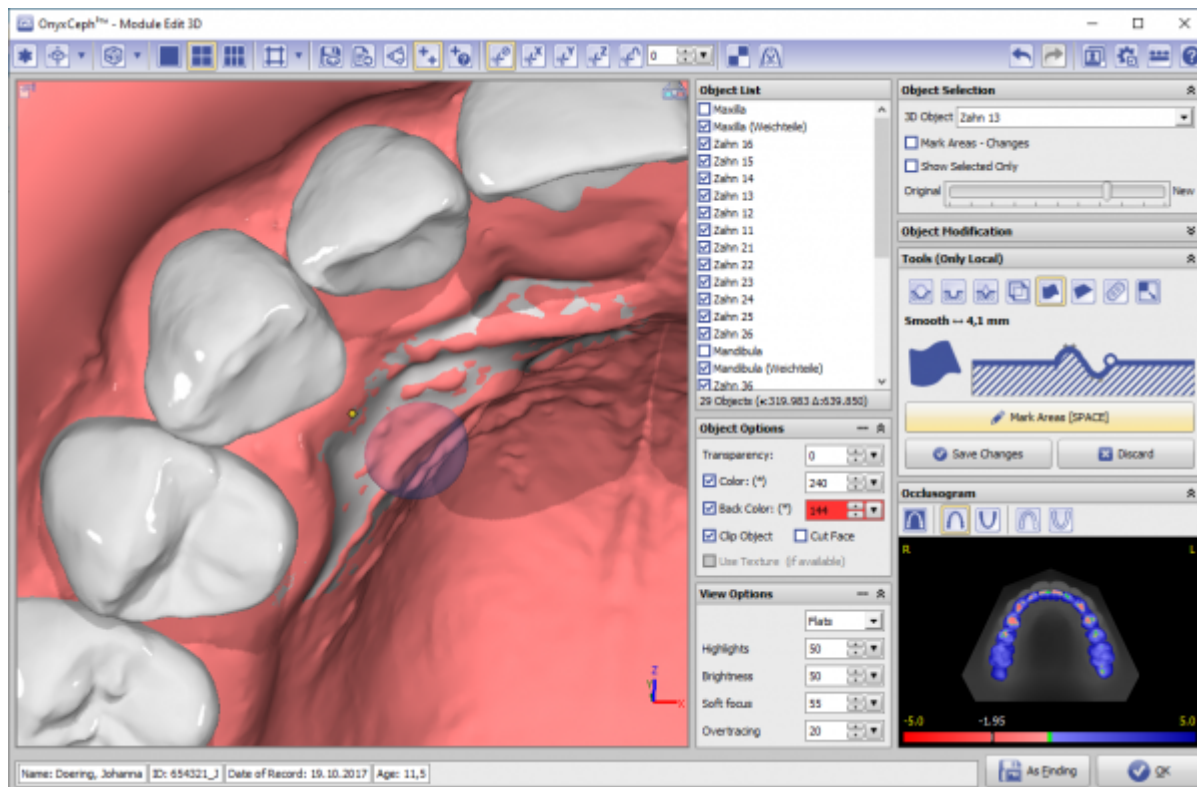 OnyxCeph³™ - Module Edit 3D
0
Object List
Maxilla
Maxilla (Weichteile)
Zahn 16
Zahn 15
Zahn 14
Zahn 13
Zahn 12
Zahn 11
Zahn 21
Zahn 22
Zahn 23
Zahn 24
Zahn 25
Zahn 26
Mandibula
Mandibula (Weichteile)
Zahn 36
29 Objects (∙:319.983 Δ:639.850)
Object Options
Transparency: 0
Color: (*) 240
Back Color: (*) 144
Clip Object Cut Face
Use Texture (if available)
View Options
Flats
Highlights 50
Brightness 50
Soft focus 55
Overtracing 20
Object Selection
3D Object Zahn 13
Mark Areas - Changes
Show Selected Only
Original New
Object Modification
Tools (Only Local)
Smooth ↔ 4,1 mm
Mark Areas [SPACE]
Save Changes Discard
Occlusogram
R L
-5.0 -1.95 5.0
Z
Y
X
Name: Doering, Johanna ID: 654321_J Date of Record: 19.10.2017 Age: 11,5
As Finding OK